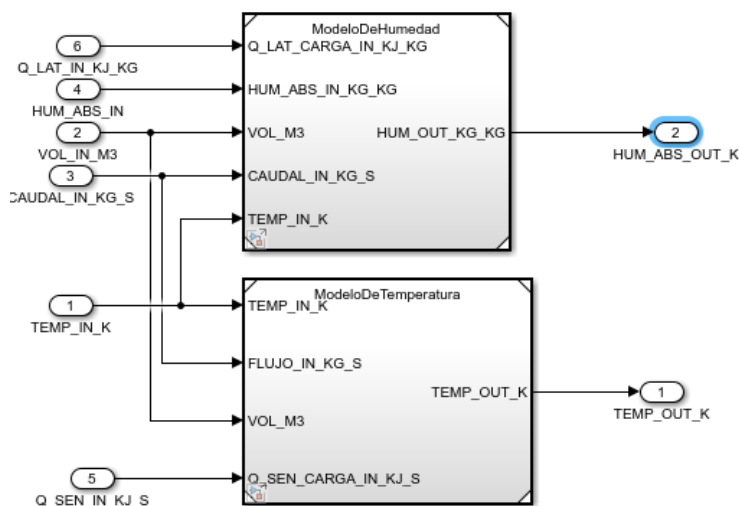 ModeloDeHumedad
6
Q_LAT_CARGA_IN_KJ_KG
Q_LAT_IN_KJ_KG
4
HUM_ABS_IN_KG_KG
HUM_ABS_IN
2
VOL_M3
HUM_OUT_KG_KG
2
VOL_IN_M3
HUM_ABS_OUT_K
3
CAUDAL_IN_KG_S
CAUDAL_IN_KG_S
TEMP_IN_K
ModeloDeTemperatura
1
TEMP_IN_K
TEMP_IN_K
FLUJO_IN_KG_S
TEMP_OUT_K
1
TEMP_OUT_K
VOL_M3
5
Q_SEN_CARGA_IN_KJ_S
Q_SEN_IN_KJ_S